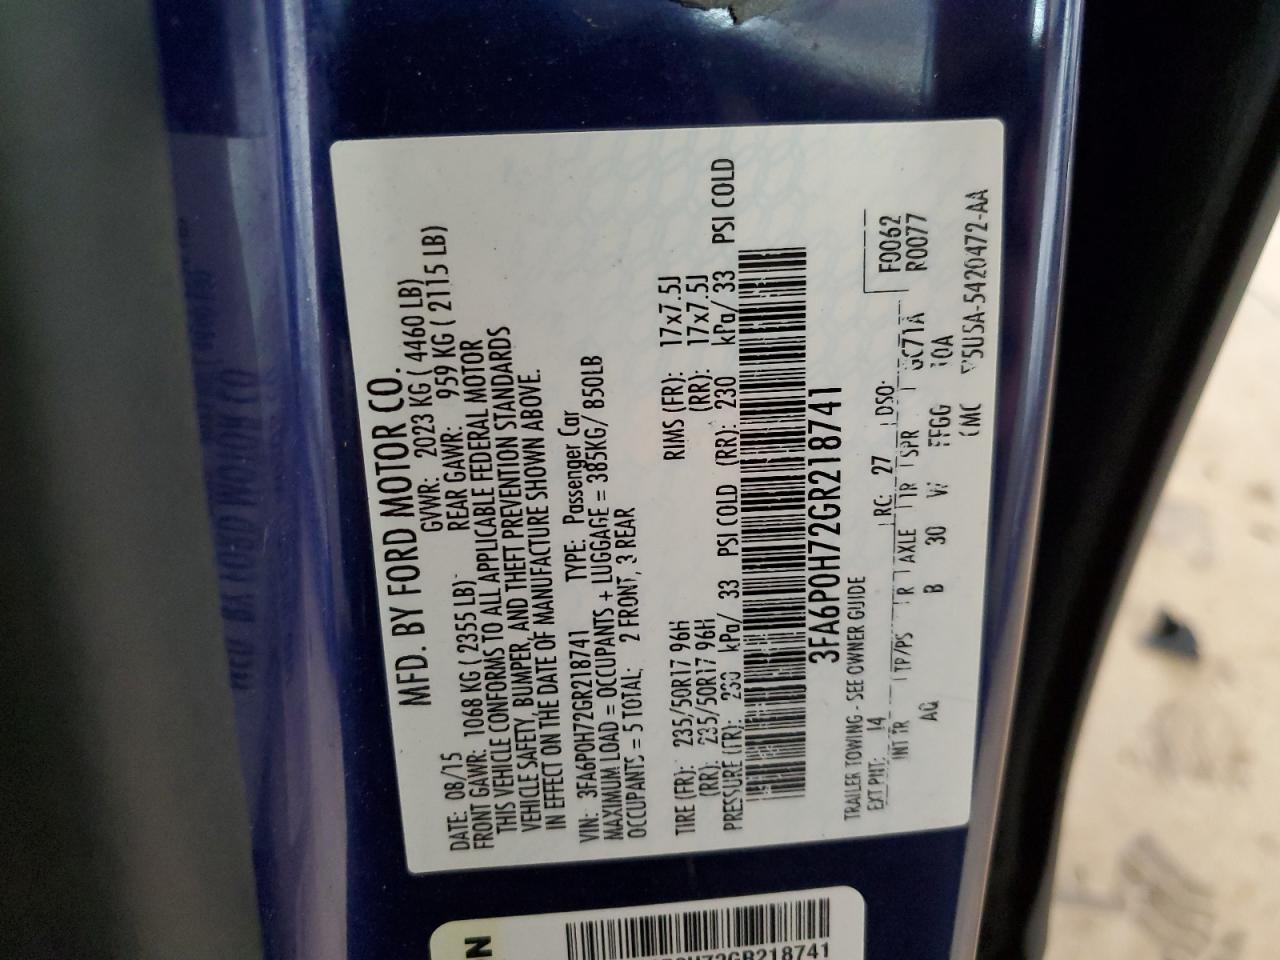 MFD. BY FORD MOTOR CO.
DATE: 08/15 GVWR: 2023 KG ( 4460 LB)
FRONT GAWR: 1068 KG ( 2355 LB) REAR GAWR: 959 KG ( 2115 LB)
THIS VEHICLE CONFORMS TO ALL APPLICABLE FEDERAL MOTOR
VEHICLE SAFETY, BUMPER, AND THEFT PREVENTION STANDARDS
IN EFFECT ON THE DATE OF MANUFACTURE SHOWN ABOVE.
VIN: 3FA6P0H72GR218741 TYPE: Passenger Car
MAXIMUM LOAD = OCCUPANTS + LUGGAGE = 385KG/ 850LB
OCCUPANTS = 5 TOTAL: 2 FRONT, 3 REAR
TIRE (FR): 235/50R17 96H RIMS (FR): 17x7.5J
(RR): 235/50R17 96H (RR): 17x7.5J
PRESSURE (FR): 230 kPa/ 33 PSI COLD (RR): 230 kPa/ 33 PSI COLD
3FA6P0H72GR218741
TRAILER TOWING - SEE OWNER GUIDE
EXT PNT: 14 RC: 27 DSO: F0062
INT TR TP/PS R AXLE TR SPR R0077
AQ B 30
5USA-5420472-AA
N
H72GR218741